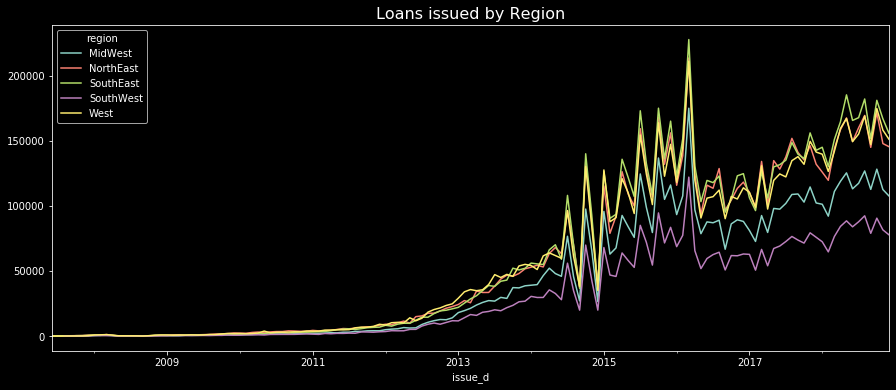 Loans issued by Region
region
MidWest
NorthEast
SouthEast
SouthWest
West
200000
150000
100000
50000
0
2009 2011 2013 2015 2017
issue_d